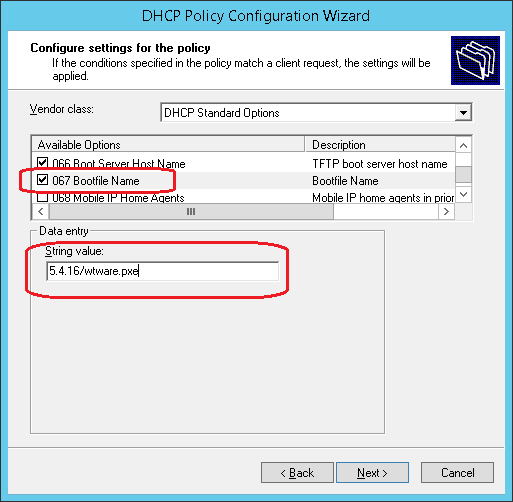 DHCP Policy Configuration Wizard
Configure settings for the policy
If the conditions specified in the policy match a client request, the settings will be
applied.
Vendor class:
DHCP Standard Options
Available Options
Description
066 Boot Server Host Name
TFTP boot server host name
067 Bootfile Name
Bootfile Name
068 Mobile IP Home Agents
Mobile IP home agents in prior
Data entry
String value:
5.4.16/wtware.pxe
< Back
Next >
Cancel